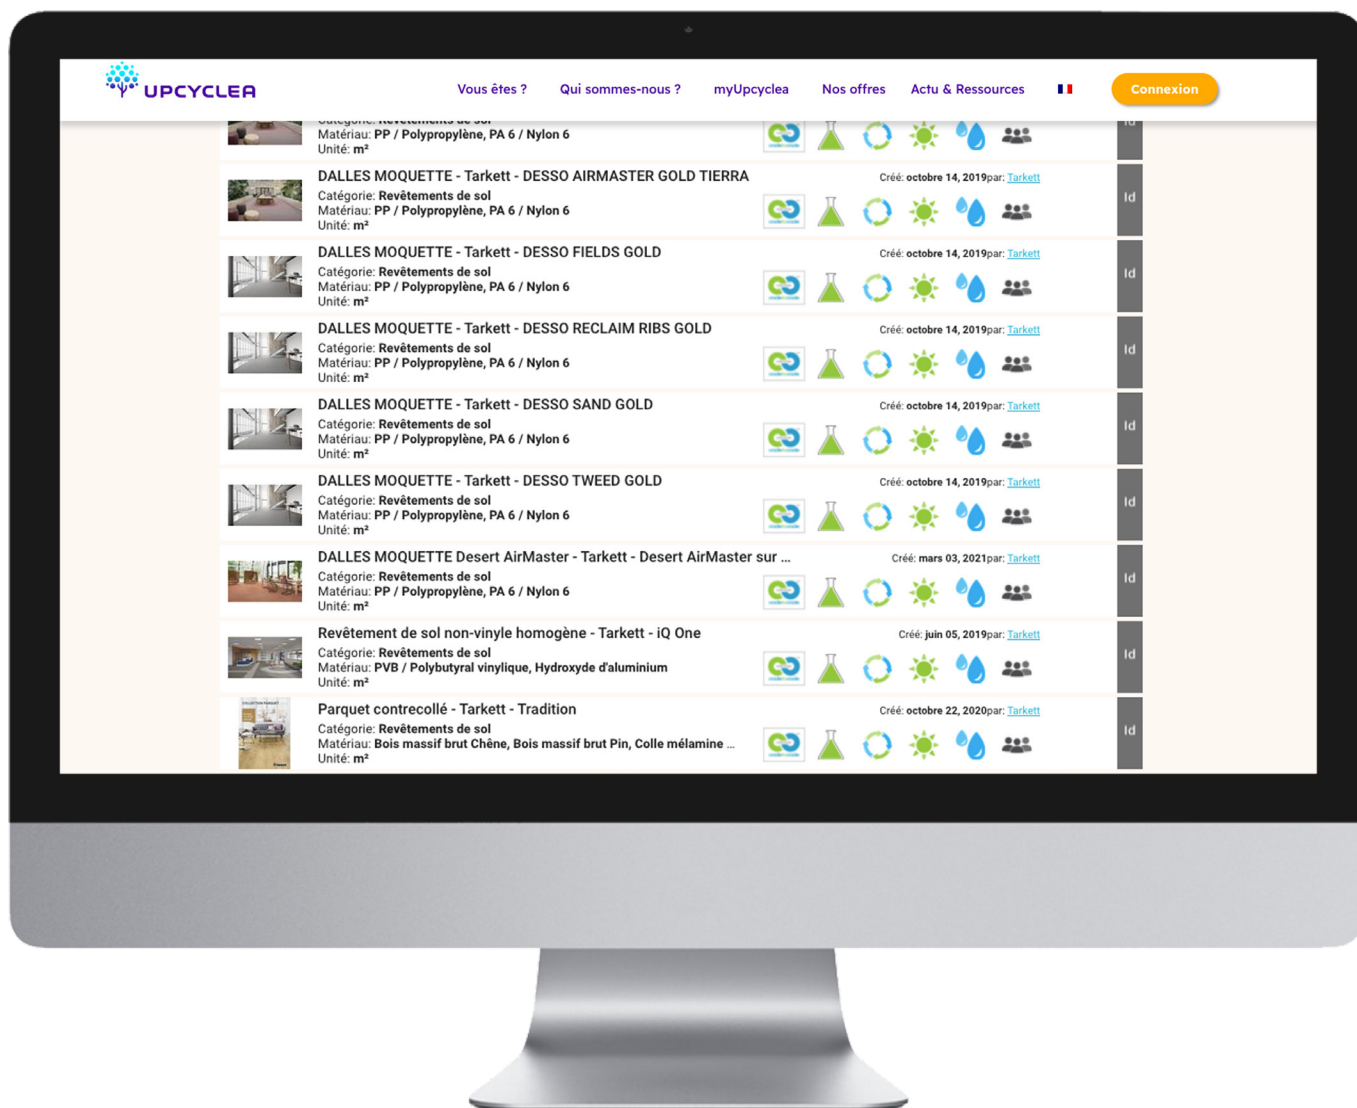 UPCYCLEA
Vous êtes ?
Qui sommes-nous ?
myUpcyclea
Nos offres
Actu & Ressources
Connexion
Catégorie: Revêtements de sol
Matériau: PP / Polypropylène, PA 6 / Nylon 6
Unité: m²
Id
DALLES MOQUETTE - Tarkett - DESSO AIRMASTER GOLD TIERRA
Créé: octobre 14, 2019par: Tarkett
Catégorie: Revêtements de sol
Matériau: PP / Polypropylène, PA 6 / Nylon 6
Unité: m²
Id
DALLES MOQUETTE - Tarkett - DESSO FIELDS GOLD
Créé: octobre 14, 2019par: Tarkett
Catégorie: Revêtements de sol
Matériau: PP / Polypropylène, PA 6 / Nylon 6
Unité: m²
Id
DALLES MOQUETTE - Tarkett - DESSO RECLAIM RIBS GOLD
Créé: octobre 14, 2019par: Tarkett
Catégorie: Revêtements de sol
Matériau: PP / Polypropylène, PA 6 / Nylon 6
Unité: m²
Id
DALLES MOQUETTE - Tarkett - DESSO SAND GOLD
Créé: octobre 14, 2019par: Tarkett
Catégorie: Revêtements de sol
Matériau: PP / Polypropylène, PA 6 / Nylon 6
Unité: m²
Id
DALLES MOQUETTE - Tarkett - DESSO TWEED GOLD
Créé: octobre 14, 2019par: Tarkett
Catégorie: Revêtements de sol
Matériau: PP / Polypropylène, PA 6 / Nylon 6
Unité: m²
Id
DALLES MOQUETTE Desert AirMaster - Tarkett - Desert AirMaster sur ...
Créé: mars 03, 2021par: Tarkett
Catégorie: Revêtements de sol
Matériau: PP / Polypropylène, PA 6 / Nylon 6
Unité: m²
Id
Revêtement de sol non-vinyle homogène - Tarkett - iQ One
Créé: juin 05, 2019par: Tarkett
Catégorie: Revêtements de sol
Matériau: PVB / Polybutyral vinylique, Hydroxyde d'aluminium
Unité: m²
Id
Parquet contrecollé - Tarkett - Tradition
Créé: octobre 22, 2020par: Tarkett
Catégorie: Revêtements de sol
Matériau: Bois massif brut Chêne, Bois massif brut Pin, Colle mélamine ...
Unité: m²
Id